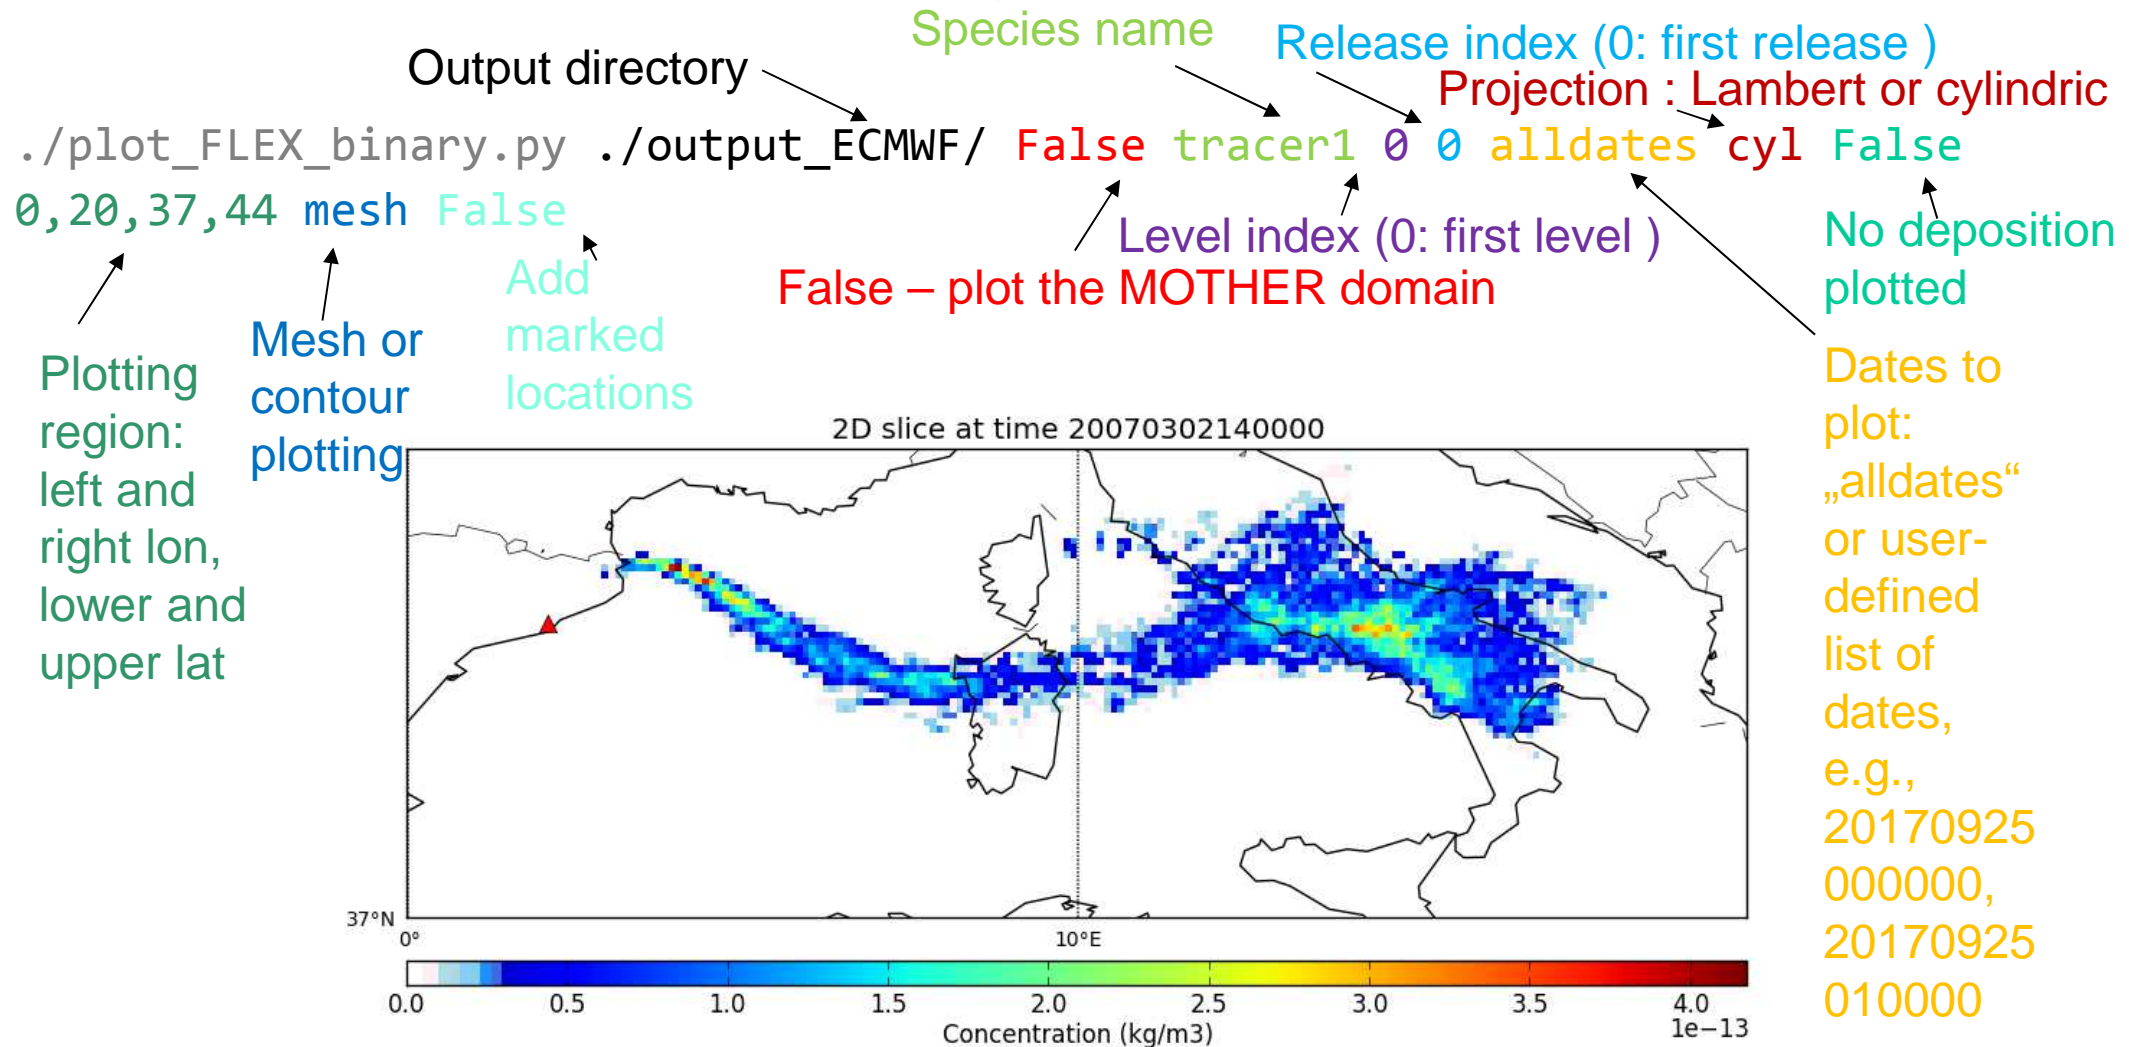 Species name
Release index (0: first release )
Output directory
Projection : Lambert or cylindric
./plot_FLEX_binary.py ./output_ECMWF/ False tracer1 0 0 alldates cyl False
0,20,37,44 mesh False
Level index (0: first level )
No deposition
plotted
False – plot the MOTHER domain
Add
marked
locations
Mesh or
contour
plotting
Plotting
region:
left and
right lon,
lower and
upper lat
Dates to
plot:
„alldates“
or user-
defined
list of
dates,
e.g.,
20170925
000000,
20170925
010000
2D slice at time 20070302140000
37°N
0°
10°E
0.0 0.5 1.0 1.5 2.0 2.5 3.0 3.5 4.0
1e−13
Concentration (kg/m3)